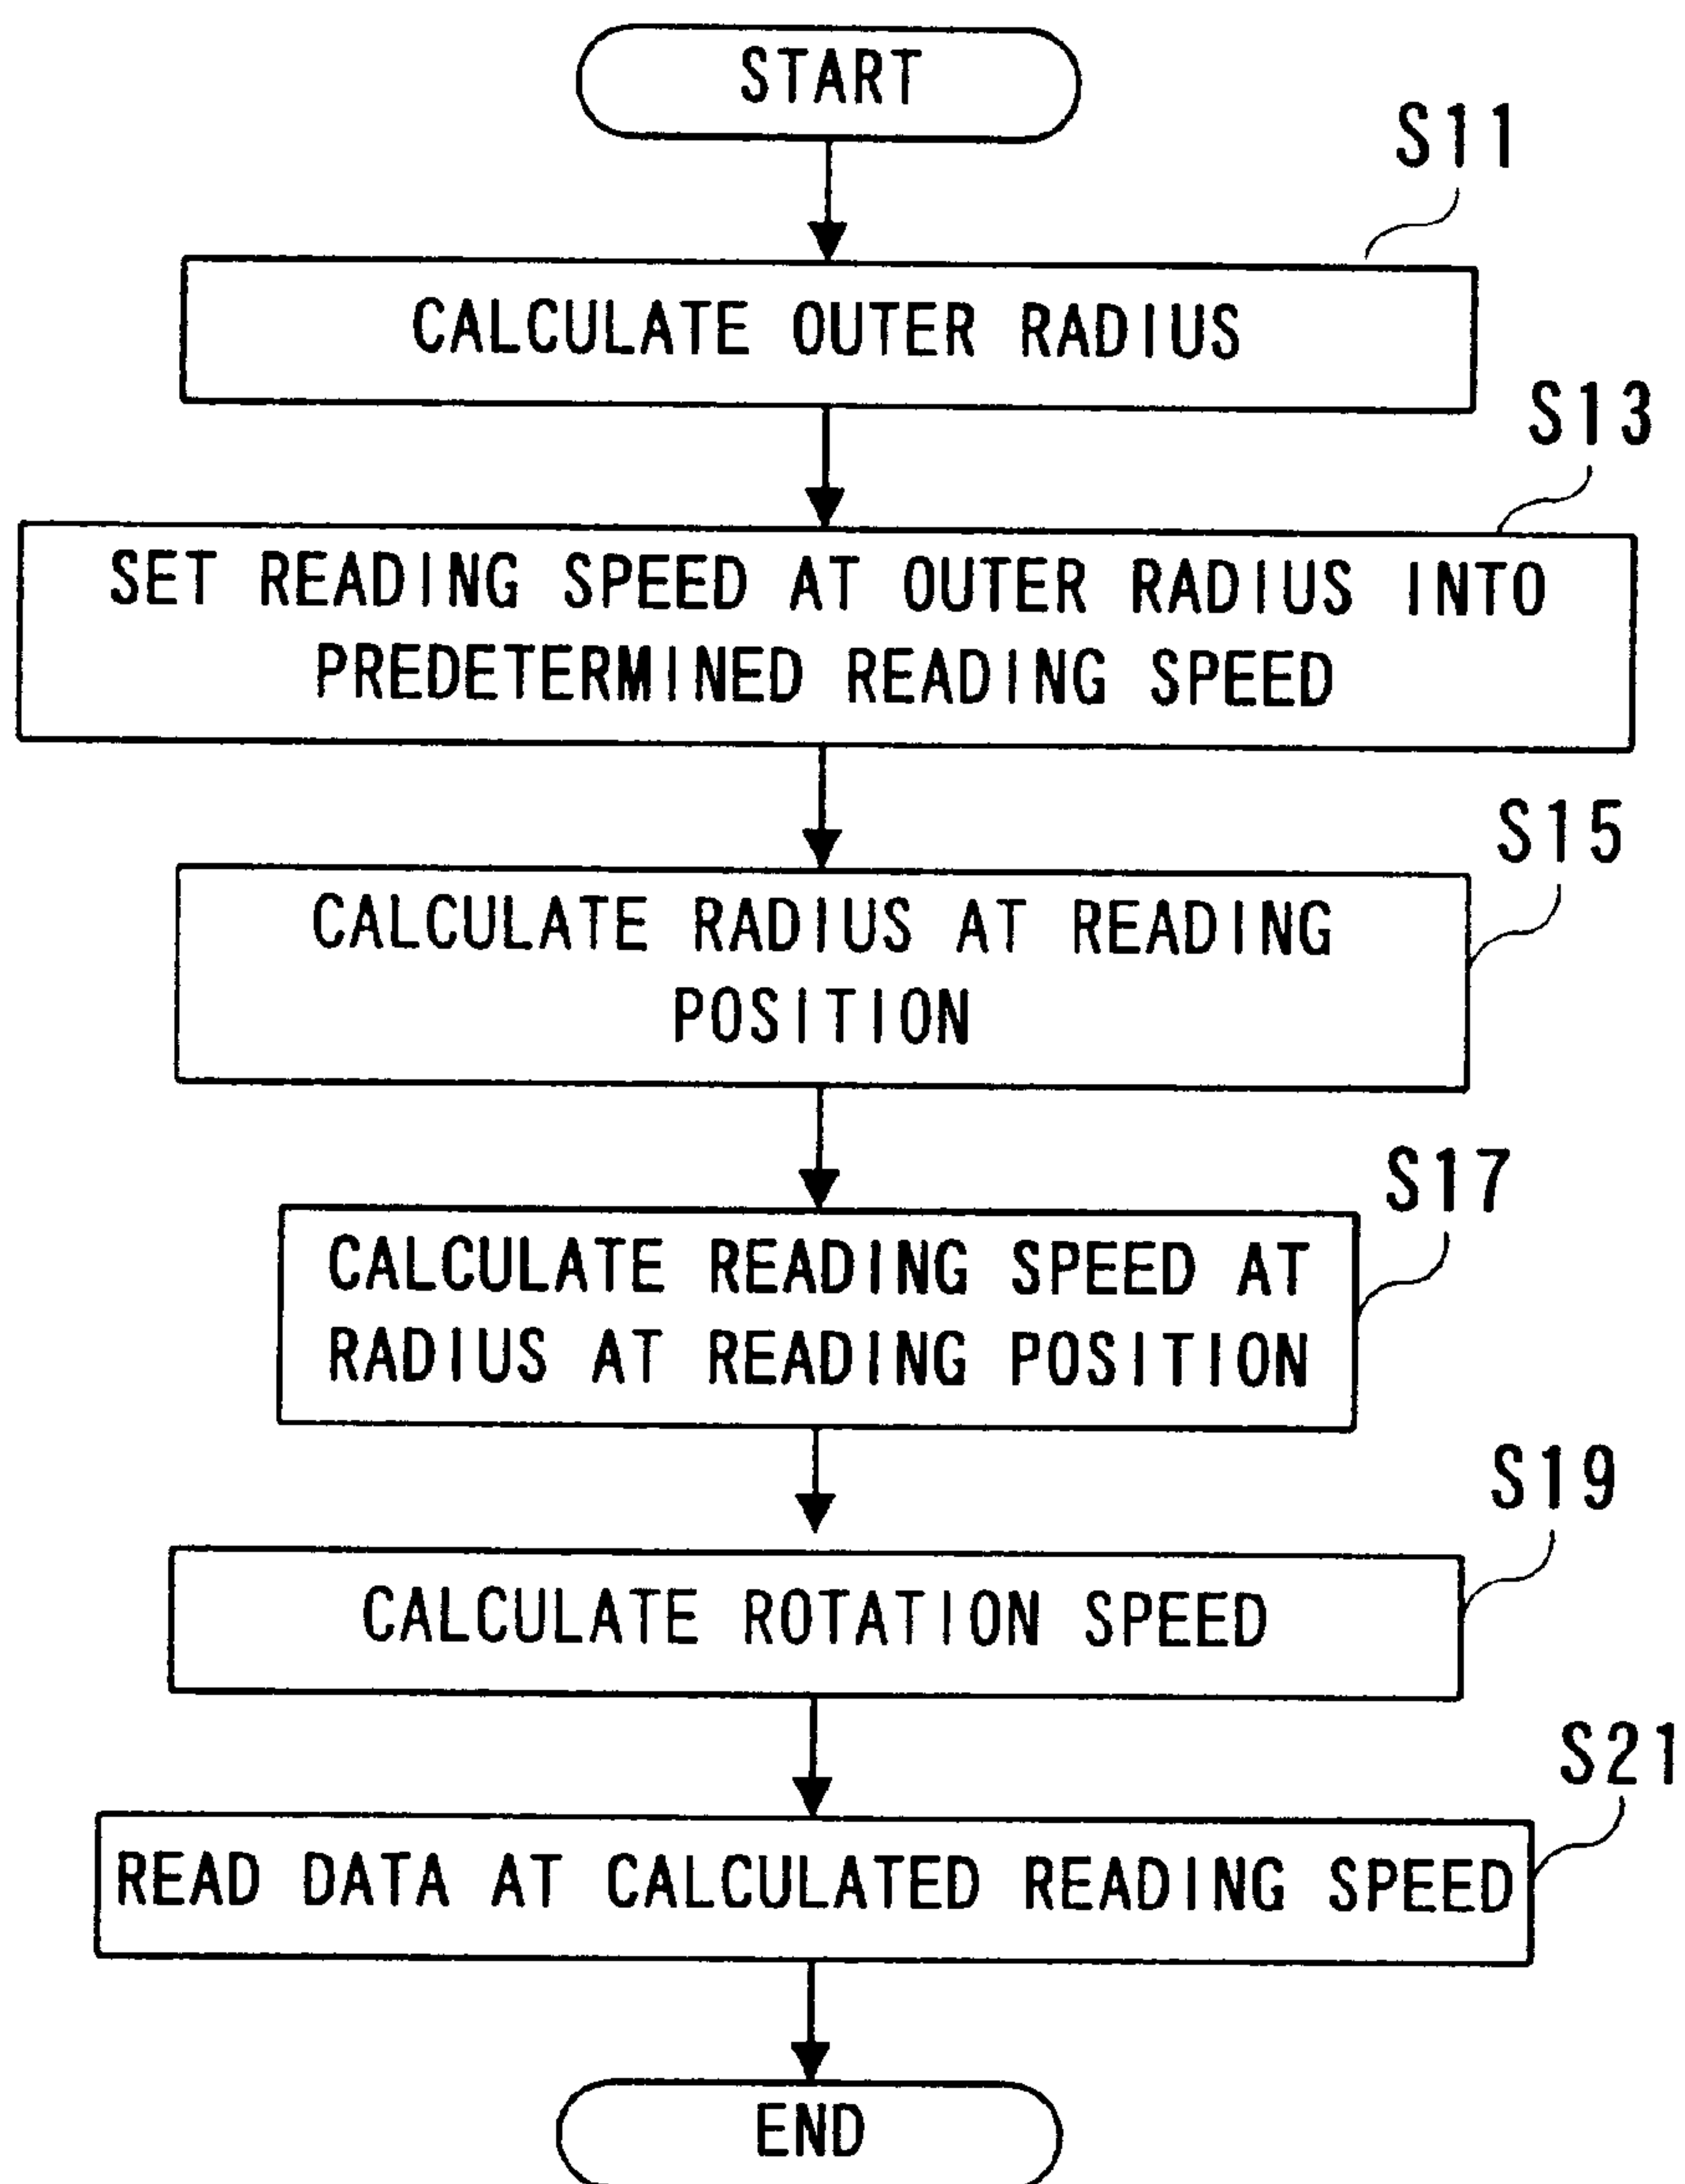 START
S11
CALCULATE OUTER RADIUS
S13
SET READING SPEED AT OUTER RADIUS INTO
PREDETERMINED READING SPEED
S15
CALCULATE RADIUS AT READING
POSITION
S17
CALCULATE READING SPEED AT
RADIUS AT READING POSITION
S19
CALCULATE ROTATION SPEED
S21
READ DATA AT CALCULATED READING SPEED
END